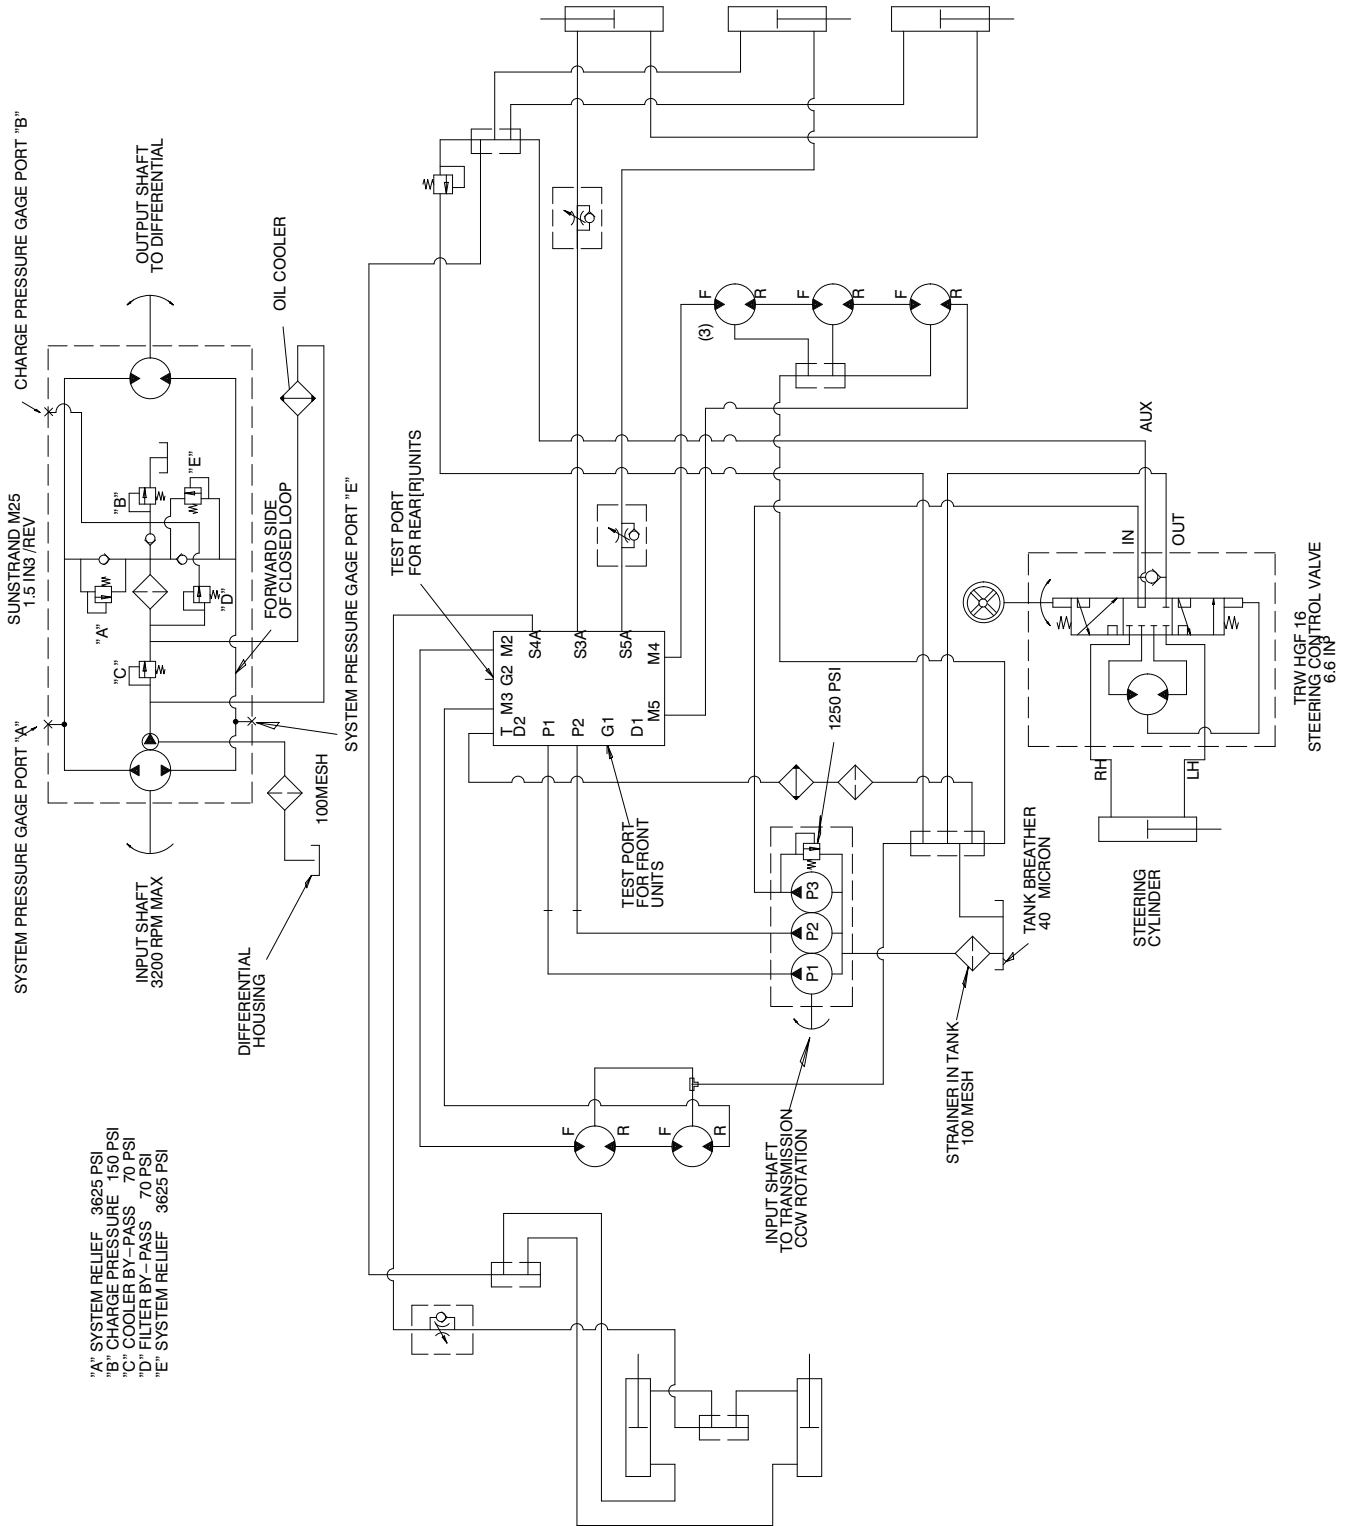 SYSTEM PRESSURE GAGE PORT "A"
SUNSTRAND M25
1.5 IN3 /REV
CHARGE PRESSURE GAGE PORT "B"
INPUT SHAFT
3200 RPM MAX
OUTPUT SHAFT
TO DIFFERENTIAL
"C"
"A"
"B"
"D"
"E"
FORWARD SIDE
OF CLOSED LOOP
OIL COOLER
DIFFERENTIAL
HOUSING
100MESH
SYSTEM PRESSURE GAGE PORT "E"
"A" SYSTEM RELIEF 3625 PSI
"B" CHARGE PRESSURE 150 PSI
"C" COOLER BY-PASS 70 PSI
"D" FILTER BY-PASS 70 PSI
"E" SYSTEM RELIEF 3625 PSI
TEST PORT
FOR REAR[R]UNITS
T M3 G2 M2
D2
S4A
P1
P2
S3A
G1
S5A
D1
M5
M4
TEST PORT
FOR FRONT
UNITS
1250 PSI
F
R
F
R
(3)
F
R
F
R
F
R
P1
P2
P3
INPUT SHAFT
TO TRANSMISSION
CCW ROTATION
STRAINER IN TANK
100 MESH
TANK BREATHER
40 MICRON
STEERING
CYLINDER
RH
LH
IN
OUT
AUX
TRW HGF 16
STEERING CONTROL VALVE
6.6 IN3